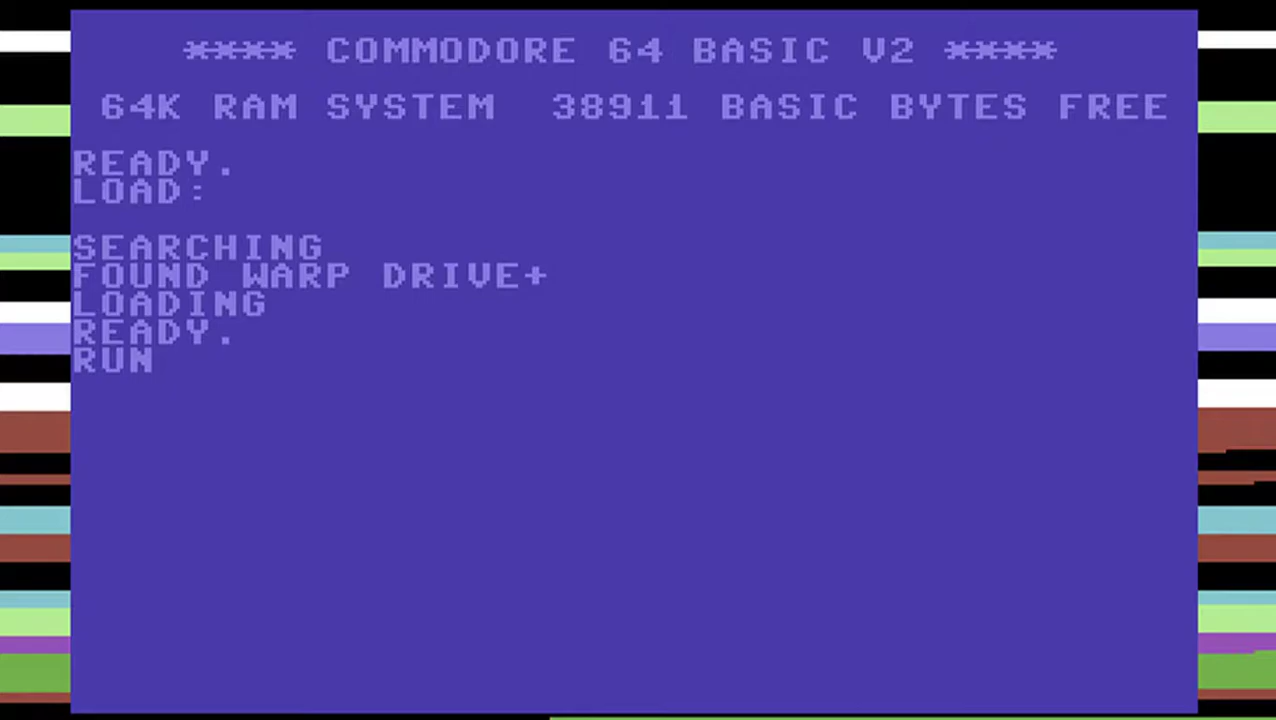 **** COMMODORE 64 BASIC V2 ****
64K RAM SYSTEM  38911 BASIC BYTES FREE
READY.
LOAD:
SEARCHING
FOUND WARP DRIVE+
LOADING
READY.
RUN